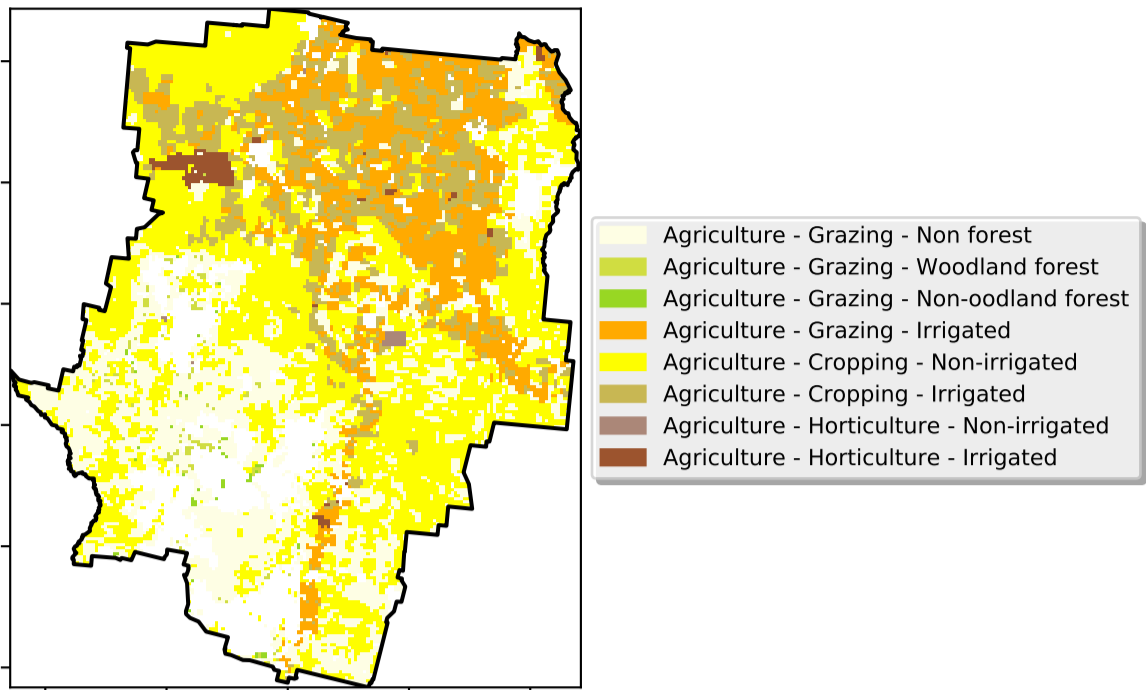 Agriculture - Grazing - Non forest
Agriculture - Grazing - Woodland forest
Agriculture - Grazing - Non-oodland forest
Agriculture - Grazing - Irrigated
Agriculture - Cropping - Non-irrigated
Agriculture - Cropping - Irrigated
Agriculture - Horticulture - Non-irrigated
Agriculture - Horticulture - Irrigated